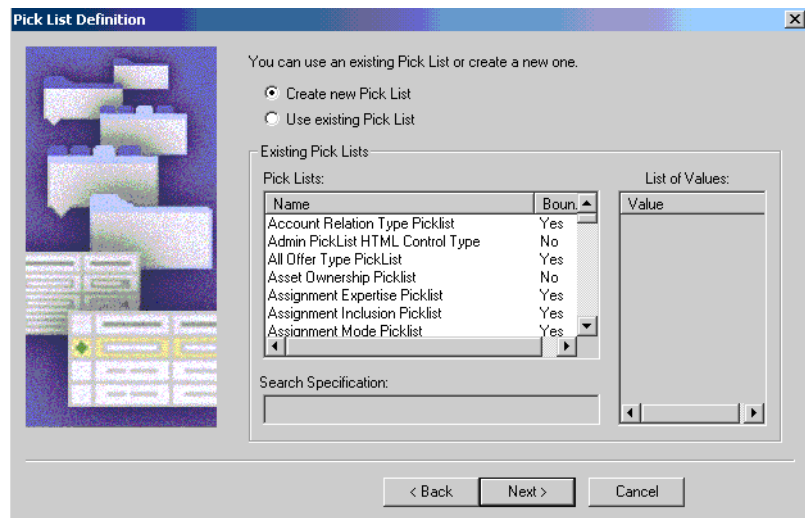 Pick List Definition
You can use an existing Pick List or create a new one.
Create new Pick List
Use existing Pick List
Existing Pick Lists
Pick Lists:
List of Values:
Name Boun.
Value
Account Relation Type Picklist Yes
Admin PickList HTML Control Type No
All Offer Type PickList Yes
Asset Ownership Picklist No
Assignment Expertise Picklist Yes
Assignment Inclusion Picklist Yes
Assignment Mode Picklist Yes
Search Specification:
< Back Next > Cancel